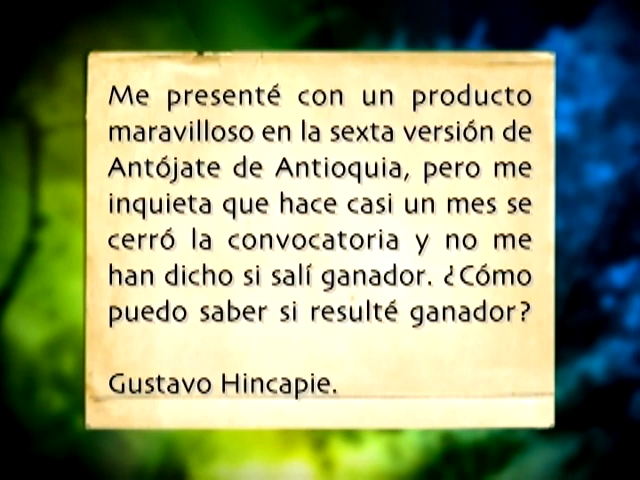 Me presenté con un producto
maravilloso en la sexta versión de
Antójate de Antioquia, pero me
inquieta que hace casi un mes se
cerró la convocatoria y no me
han dicho si salí ganador. ¿Cómo
puedo saber si resulté ganador?
Gustavo Hincapie.